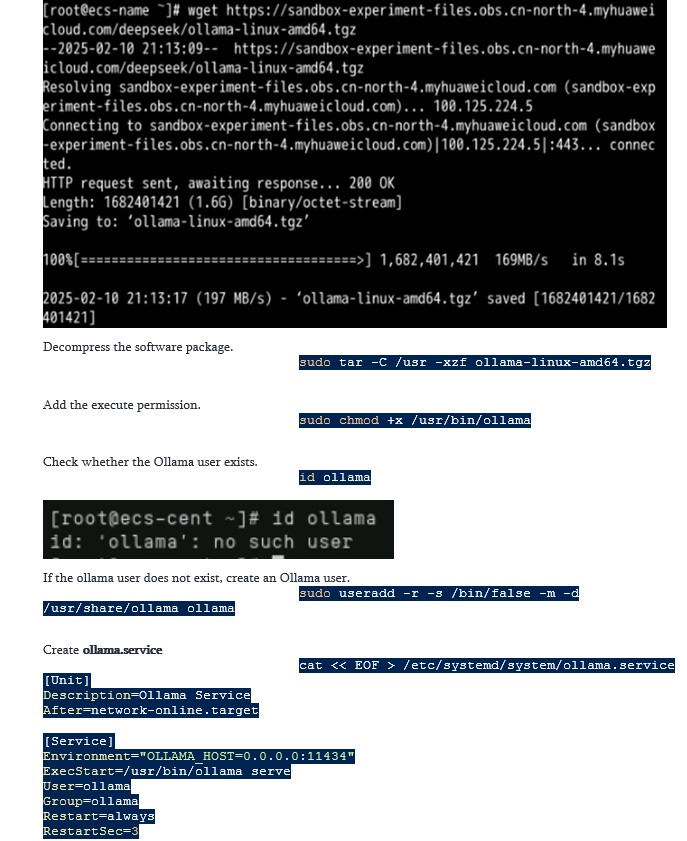 [root@ecs-name ~]# wget https://sandbox-experiment-files.obs.cn-north-4.myhuawei
cloud.com/deepseek/ollama-linux-amd64.tgz
--2025-02-10 21:13:09--  https://sandbox-experiment-files.obs.cn-north-4.myhuawe
icloud.com/deepseek/ollama-linux-amd64.tgz
Resolving sandbox-experiment-files.obs.cn-north-4.myhuaweicloud.com (sandbox-exp
eriment-files.obs.cn-north-4.myhuaweicloud.com)... 100.125.224.5
Connecting to sandbox-experiment-files.obs.cn-north-4.myhuaweicloud.com (sandbox
-experiment-files.obs.cn-north-4.myhuaweicloud.com)|100.125.224.5|:443... connec
ted.
HTTP request sent, awaiting response... 200 OK
Length: 1682401421 (1.6G) [binary/octet-stream]
Saving to: ‘ollama-linux-amd64.tgz’
100%[====================================>] 1,682,401,421  169MB/s   in 8.1s
2025-02-10 21:13:17 (197 MB/s) - ‘ollama-linux-amd64.tgz’ saved [1682401421/1682
401421]
Decompress the software package.
sudo tar -C /usr -xzf ollama-linux-amd64.tgz
Add the execute permission.
sudo chmod +x /usr/bin/ollama
Check whether the Ollama user exists.
id ollama
[root@ecs-cent ~]# id ollama
id: ‘ollama’: no such user
If the ollama user does not exist, create an Ollama user.
sudo useradd -r -s /bin/false -m -d
/usr/share/ollama ollama
Create ollama.service
cat << EOF > /etc/systemd/system/ollama.service
[Unit]
Description=Ollama Service
After=network-online.target
[Service]
Environment="OLLAMA_HOST=0.0.0.0:11434"
ExecStart=/usr/bin/ollama serve
User=ollama
Group=ollama
Restart=always
RestartSec=3